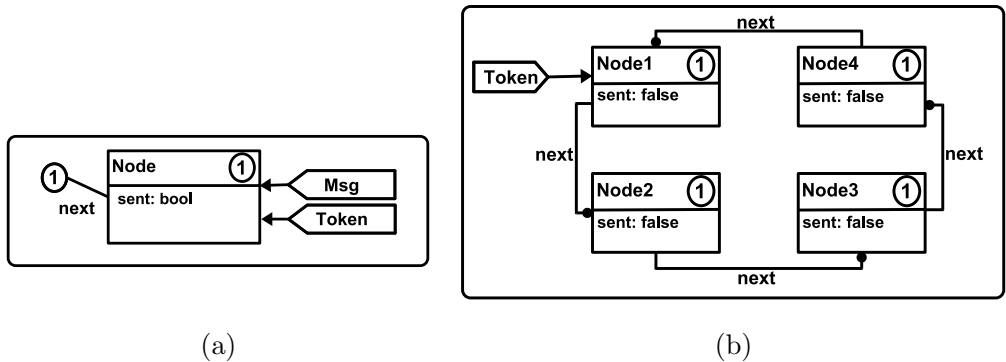 1
next
Node
1
sent: bool
Msg
Token
(a)
next
Token
Node1
1
sent: false
Node4
1
sent: false
next
next
Node2
1
sent: false
Node3
1
sent: false
next
(b)